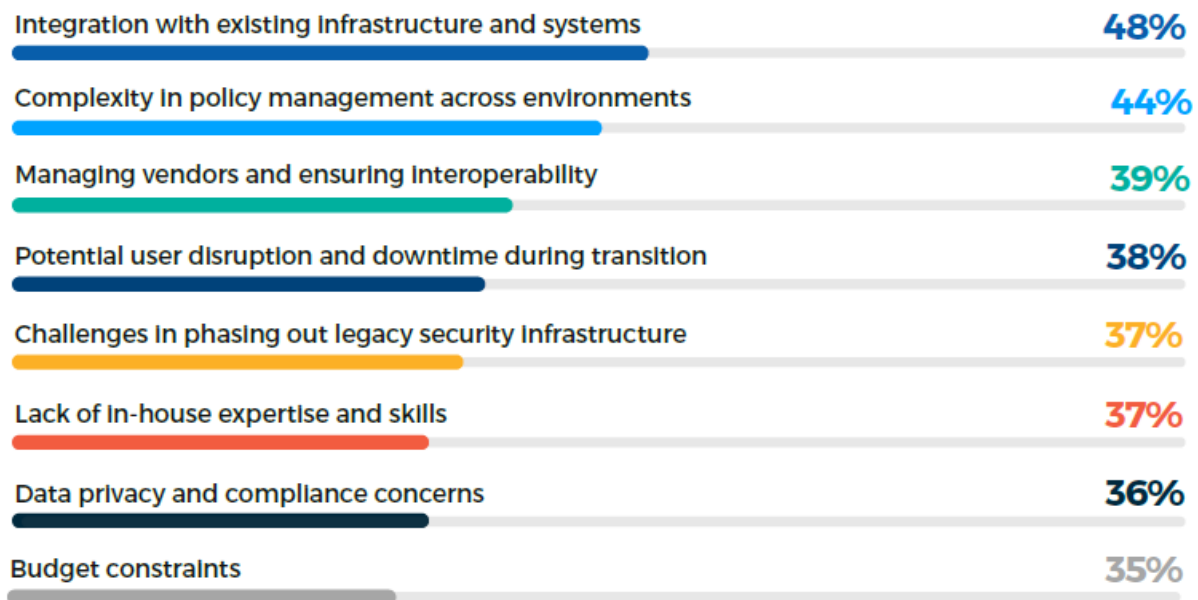 Integration with existing infrastructure and systems 48%
Complexity in policy management across environments 44%
Managing vendors and ensuring interoperability 39%
Potential user disruption and downtime during transition 38%
Challenges in phasing out legacy security infrastructure 37%
Lack of in-house expertise and skills 37%
Data privacy and compliance concerns 36%
Budget constraints 35%